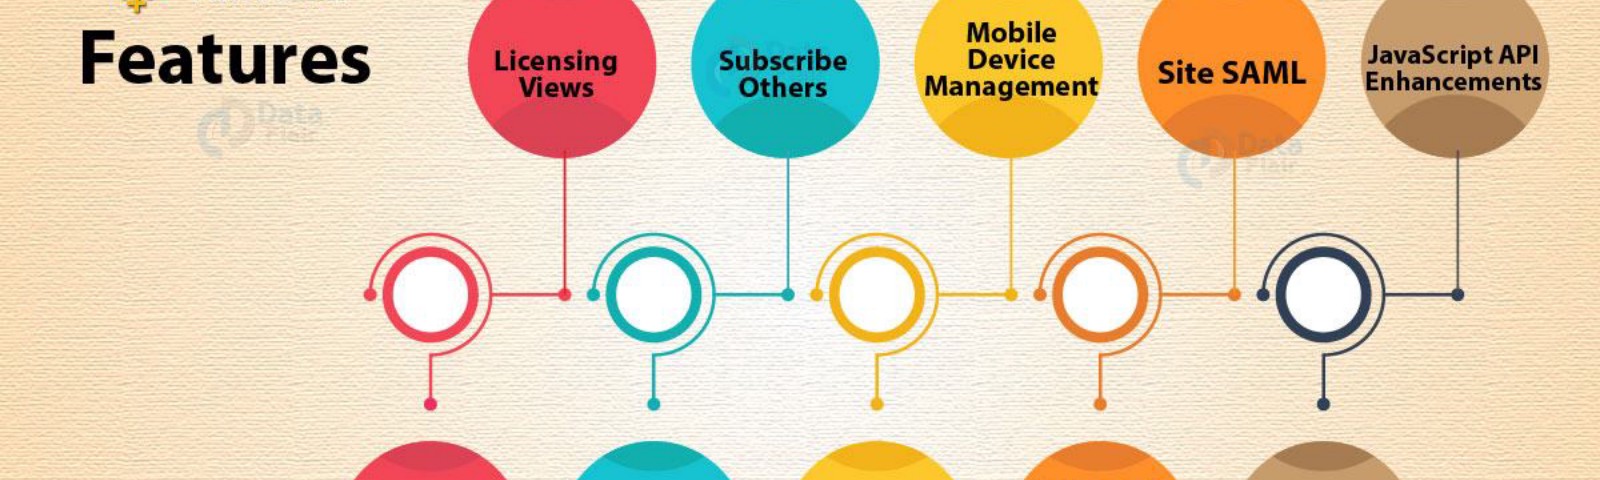 Features
Licensing
Views
Subscribe
Others
Mobile
Device
Management
Site SAML
JavaScript API
Enhancements
Data
Flair
Data
Flair